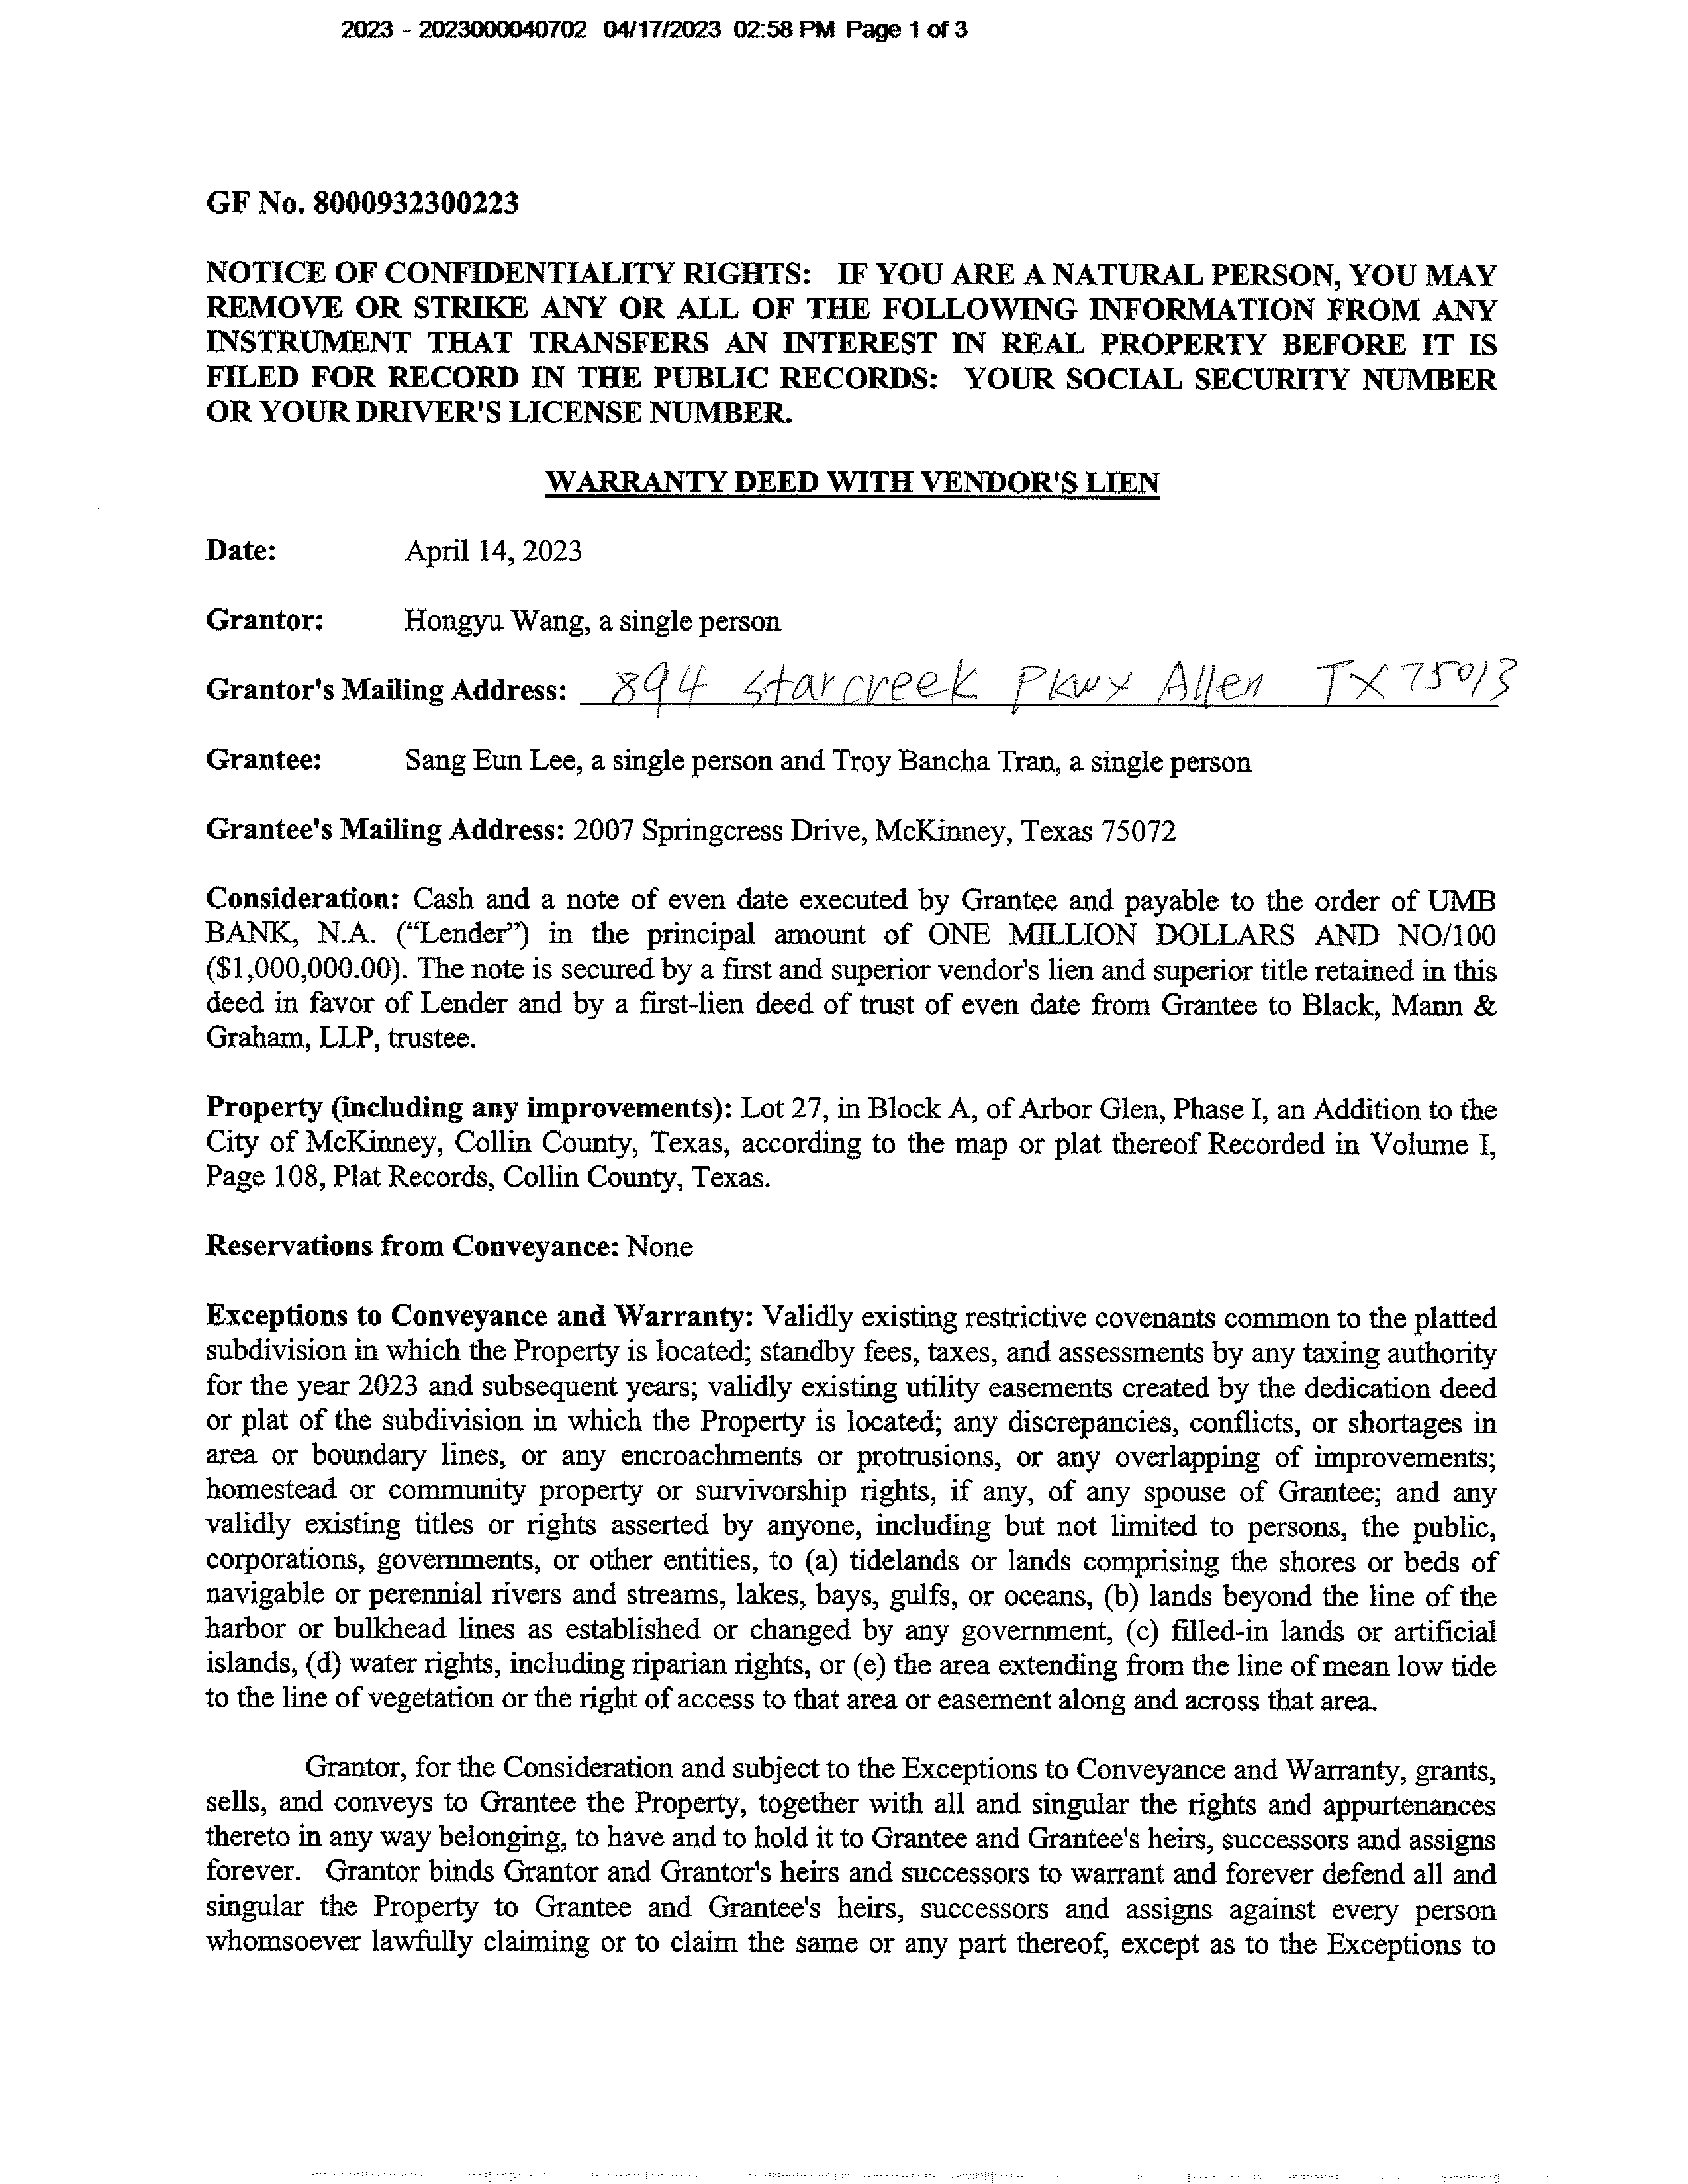 2023 - 2023000040702 04/17/2023 02:58 PM Page 1 of 3
GF No. 8000932300223
NOTICE OF CONFIDENTIALITY RIGHTS: IF YOU ARE A NATURAL PERSON, YOU MAY
REMOVE OR STRIKE ANY OR ALL OF THE FOLLOWING INFORMATION FROM ANY
INSTRUMENT THAT TRANSFERS AN INTEREST IN REAL PROPERTY BEFORE IT IS
FILED FOR RECORD IN THE PUBLIC RECORDS: YOUR SOCIAL SECURITY NUMBER
OR YOUR DRIVER'S LICENSE NUMBER.
WARRANTY DEED WITH VENDOR'S LIEN
Date: April 14, 2023
Grantor: Hongyu Wang, a single person
Grantor's Mailing Address: 894 Starcreek Pkwy Allen TX 75013
Grantee: Sang Eun Lee, a single person and Troy Bancha Tran, a single person
Grantee's Mailing Address: 2007 Springcress Drive, McKinney, Texas 75072
Consideration: Cash and a note of even date executed by Grantee and payable to the order of UMB
BANK, N.A. (“Lender”) in the principal amount of ONE MILLION DOLLARS AND NO/100
($1,000,000.00). The note is secured by a first and superior vendor's lien and superior title retained in this
deed in favor of Lender and by a first-lien deed of trust of even date from Grantee to Black, Mann &
Graham, LLP, trustee.
Property (including any improvements): Lot 27, in Block A, of Arbor Glen, Phase I, an Addition to the
City of McKinney, Collin County, Texas, according to the map or plat thereof Recorded in Volume I,
Page 108, Plat Records, Collin County, Texas.
Reservations from Conveyance: None
Exceptions to Conveyance and Warranty: Validly existing restrictive covenants common to the platted
subdivision in which the Property is located; standby fees, taxes, and assessments by any taxing authority
for the year 2023 and subsequent years; validly existing utility easements created by the dedication deed
or plat of the subdivision in which the Property is located; any discrepancies, conflicts, or shortages in
area or boundary lines, or any encroachments or protrusions, or any overlapping of improvements;
homestead or community property or survivorship rights, if any, of any spouse of Grantee; and any
validly existing titles or rights asserted by anyone, including but not limited to persons, the public,
corporations, governments, or other entities, to (a) tidelands or lands comprising the shores or beds of
navigable or perennial rivers and streams, lakes, bays, gulfs, or oceans, (b) lands beyond the line of the
harbor or bulkhead lines as established or changed by any government, (c) filled-in lands or artificial
islands, (d) water rights, including riparian rights, or (e) the area extending from the line of mean low tide
to the line of vegetation or the right of access to that area or easement along and across that area.
Grantor, for the Consideration and subject to the Exceptions to Conveyance and Warranty, grants,
sells, and conveys to Grantee the Property, together with all and singular the rights and appurtenances
thereto in any way belonging, to have and to hold it to Grantee and Grantee's heirs, successors and assigns
forever. Grantor binds Grantor and Grantor's heirs and successors to warrant and forever defend all and
singular the Property to Grantee and Grantee's heirs, successors and assigns against every person
whomsoever lawfully claiming or to claim the same or any part thereof, except as to the Exceptions to